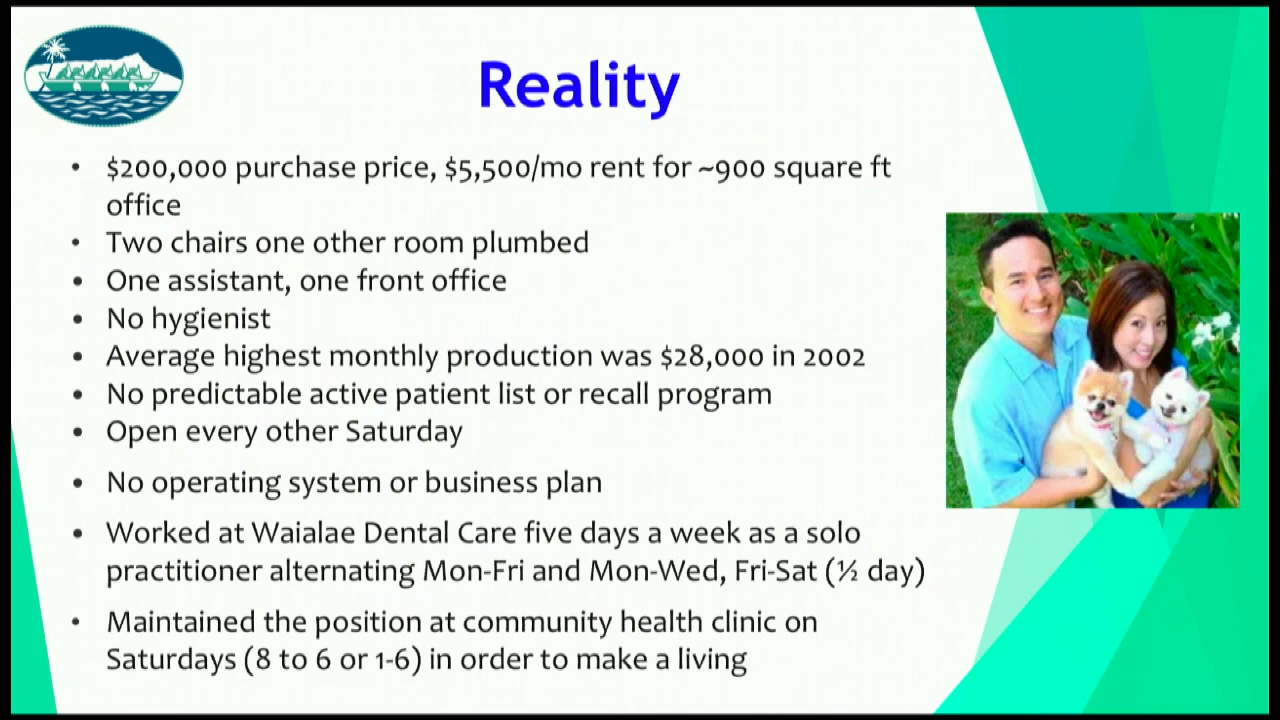 Reality
• $200,000 purchase price, $5,500/mo rent for ~900 square ft
office
• Two chairs one other room plumbed
• One assistant, one front office
• No hygienist
• Average highest monthly production was $28,000 in 2002
• No predictable active patient list or recall program
• Open every other Saturday
• No operating system or business plan
• Worked at Waialae Dental Care five days a week as a solo
practitioner alternating Mon-Fri and Mon-Wed, Fri-Sat (½ day)
• Maintained the position at community health clinic on
Saturdays (8 to 6 or 1-6) in order to make a living